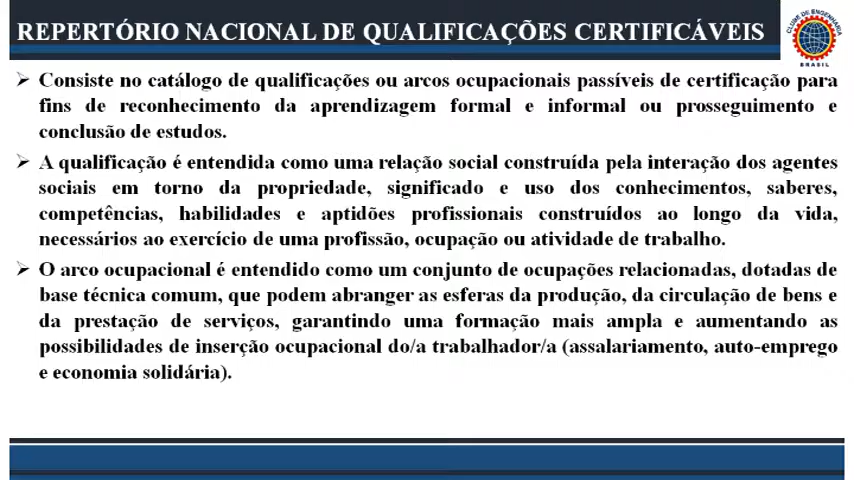 REPERTÓRIO NACIONAL DE QUALIFICAÇÕES CERTIFICÁVEIS
CLUBE DE ENGENHARIA
BRASIL
➢ Consiste no catálogo de qualificações ou arcos ocupacionais passíveis de certificação para
fins de reconhecimento da aprendizagem formal e informal ou prosseguimento e
conclusão de estudos.
➢ A qualificação é entendida como uma relação social construída pela interação dos agentes
sociais em torno da propriedade, significado e uso dos conhecimentos, saberes,
competências, habilidades e aptidões profissionais construídos ao longo da vida,
necessários ao exercício de uma profissão, ocupação ou atividade de trabalho.
➢ O arco ocupacional é entendido como um conjunto de ocupações relacionadas, dotadas de
base técnica comum, que podem abranger as esferas da produção, da circulação de bens e
da prestação de serviços, garantindo uma formação mais ampla e aumentando as
possibilidades de inserção ocupacional do/a trabalhador/a (assalariamento, auto-emprego
e economia solidária).